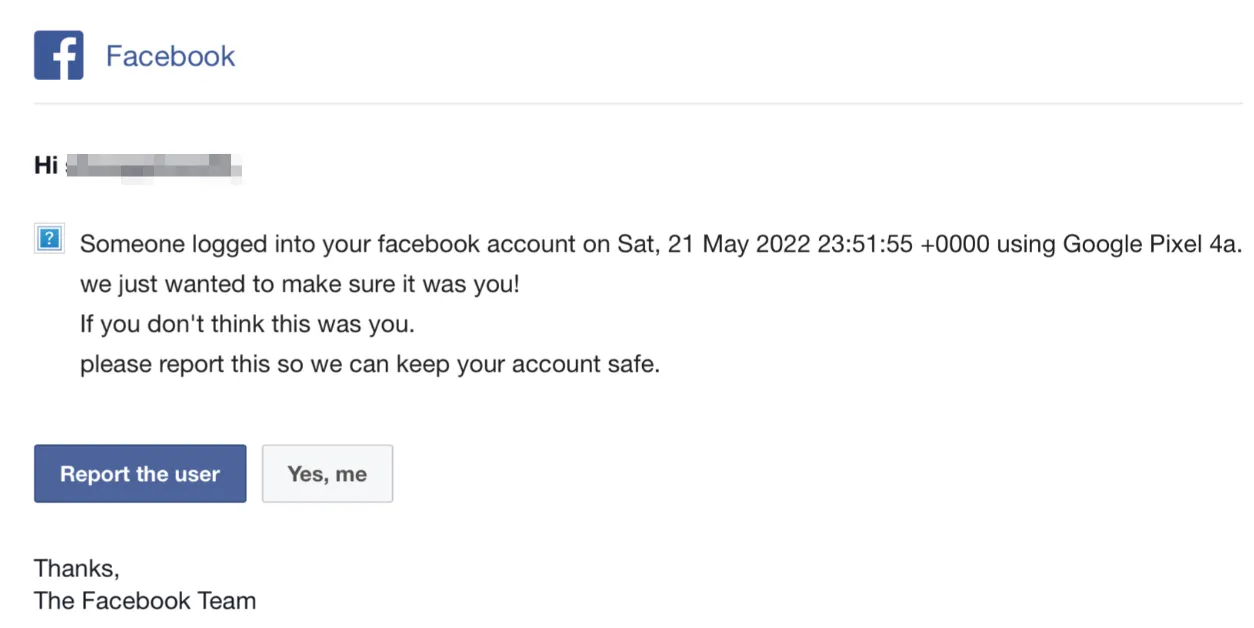 Facebook
Hi
Someone logged into your facebook account on Sat, 21 May 2022 23:51:55 +0000 using Google Pixel 4a.
we just wanted to make sure it was you!
If you don't think this was you.
please report this so we can keep your account safe.
Report the user
Yes, me
Thanks,
The Facebook Team